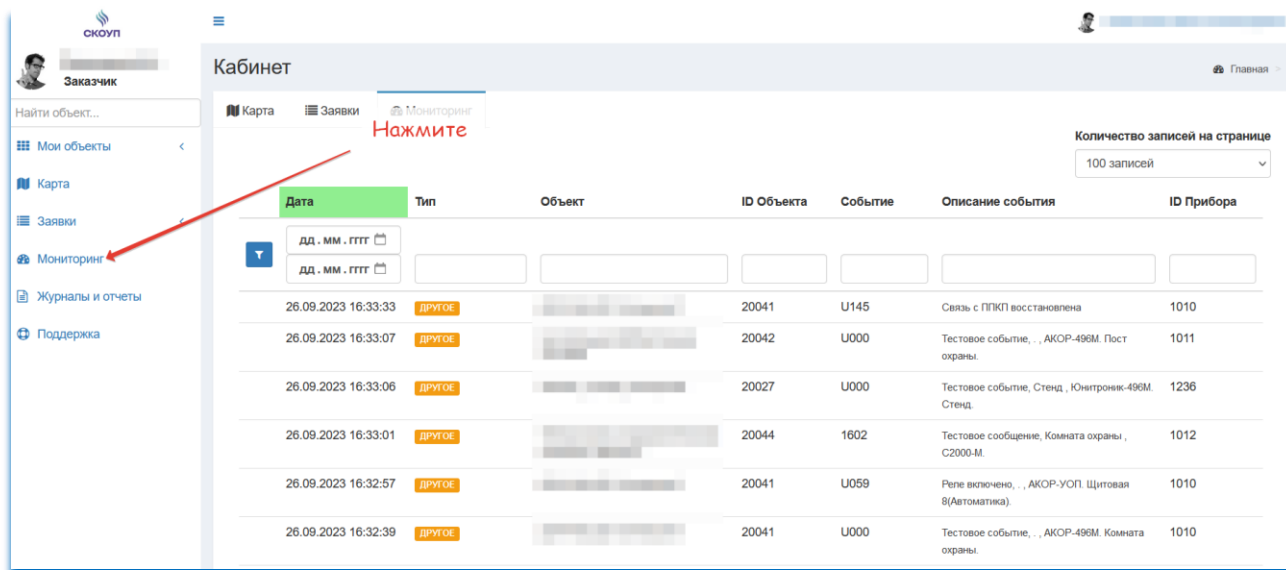 СКОУП
Заказчик
Найти объект...
Мои объекты
Карта
Заявки
Мониторинг
Журналы и отчеты
Поддержка
Кабинет
Главная >
Карта Заявки Мониторинг
Нажмите
Количество записей на странице
100 записей
Дата Тип Объект ID Объекта Событие Описание события ID Прибора
дд.мм.гггг
дд.мм.гггг
26.09.2023 16:33:33 ДРУГОЕ 20041 U145 Связь с ППКП восстановлена 1010
26.09.2023 16:33:07 ДРУГОЕ 20042 U000 Тестовое событие, . , АКОР-496М. Пост 1011
охраны.
26.09.2023 16:33:06 ДРУГОЕ 20027 U000 Тестовое событие, Стенд , Юнитроник-496М. 1236
Стенд.
26.09.2023 16:33:01 ДРУГОЕ 20044 1602 Тестовое сообщение, Комната охраны , 1012
С2000-М.
26.09.2023 16:32:57 ДРУГОЕ 20041 U059 Реле включено, . , АКОР-УОП. Щитовая 1010
8(Автоматика).
26.09.2023 16:32:39 ДРУГОЕ 20041 U000 Тестовое событие, . , АКОР-496М. Комната 1010
охраны.